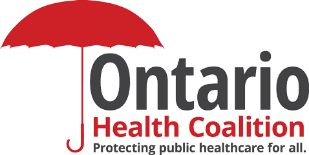 Ontario
Health Coalition
Protecting public healthcare for all.